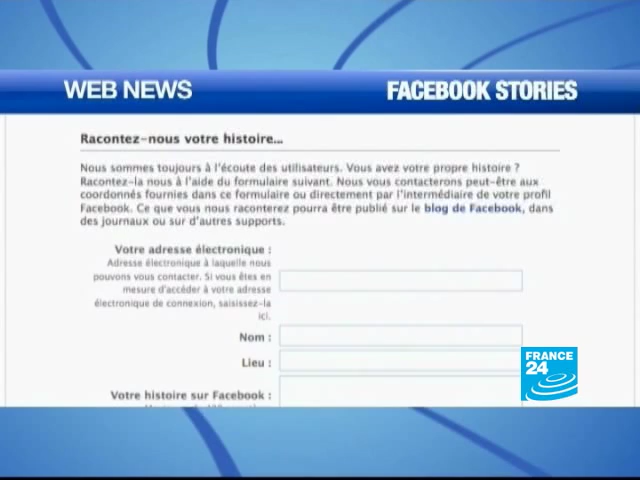 WEB NEWS
FACEBOOK STORIES
Racontez-nous votre histoire...
Nous sommes toujours à l'écoute des utilisateurs. Vous avez votre propre histoire ?
Racontez-la nous à l'aide du formulaire suivant. Nous vous contacterons peut-être aux
coordonnés fournies dans ce formulaire ou directement par l'intermédiaire de votre profil
Facebook. Ce que vous nous raconterez pourra être publié sur le blog de Facebook, dans
des journaux ou sur d'autres supports.
Votre adresse électronique :
Adresse électronique à laquelle nous
pouvons vous contacter. Si vous êtes en
mesure d'accéder à votre adresse
électronique de connexion, saisissez-la
ici.
Nom :
Lieu :
Votre histoire sur Facebook :
FRANCE
24